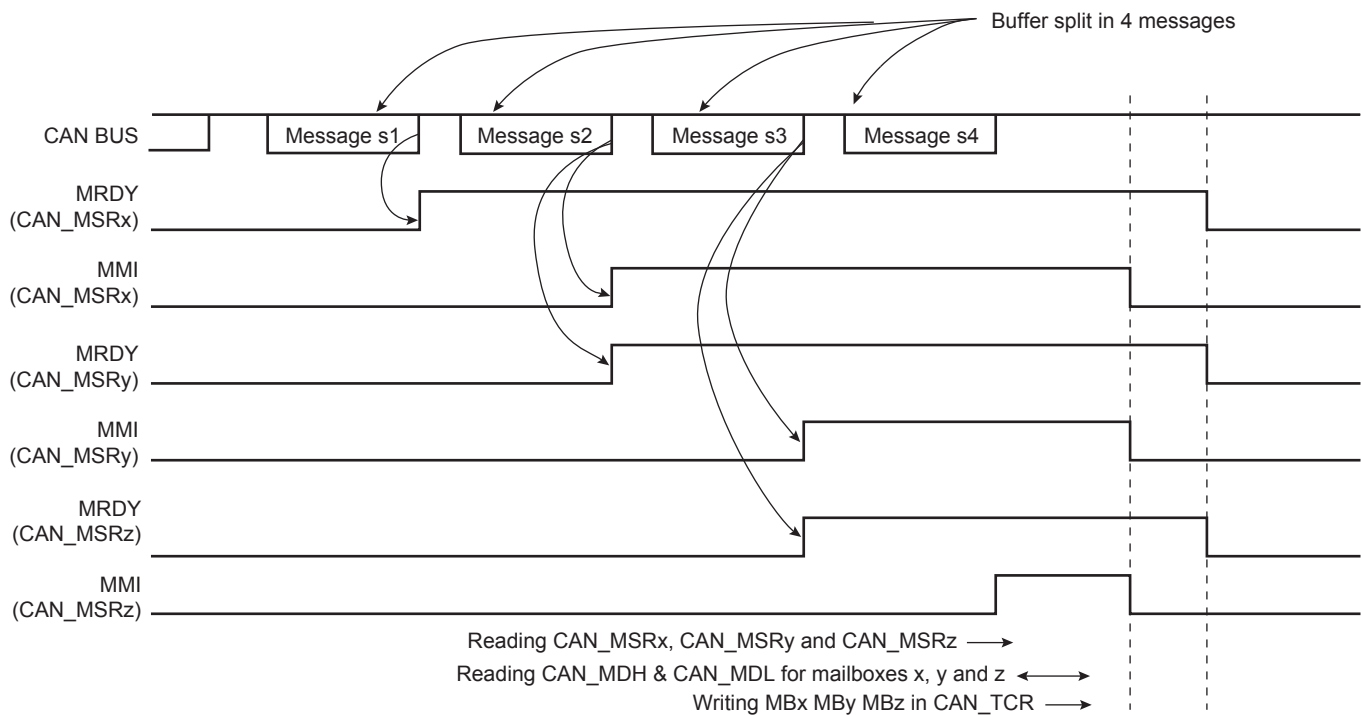 Buffer split in 4 messages
CAN BUS
Message s1
Message s2
Message s3
Message s4
MRDY
(CAN_MSRx)
MMI
(CAN_MSRx)
MRDY
(CAN_MSRy)
MMI
(CAN_MSRy)
MRDY
(CAN_MSRz)
MMI
(CAN_MSRz)
Reading CAN_MSRx, CAN_MSRy and CAN_MSRz
Reading CAN_MDH & CAN_MDL for mailboxes x, y and z
Writing MBx MBy MBz in CAN_TCR